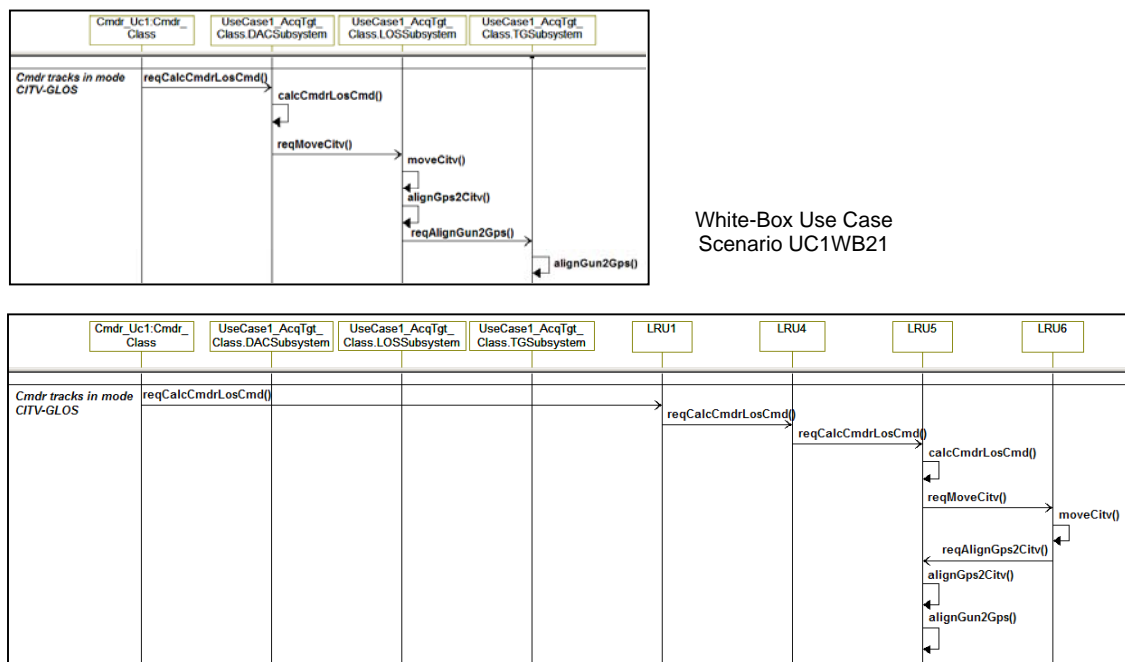 Cmdr_Uc1:Cmdr_
Class
UseCase1_AcqTgt_
Class.DACSubsystem
UseCase1_AcqTgt_
Class.LOSSubsystem
UseCase1_AcqTgt_
Class.TGSubsystem
Cmdr tracks in mode
CITV-GLOS
reqCalcCmdrLosCmd()
calcCmdrLosCmd()
reqMoveCitv()
moveCitv()
alignGps2Citv()
reqAlignGun2Gps()
alignGun2Gps()
White-Box Use Case
Scenario UC1WB21
Cmdr_Uc1:Cmdr_
Class
UseCase1_AcqTgt_
Class.DACSubsystem
UseCase1_AcqTgt_
Class.LOSSubsystem
UseCase1_AcqTgt_
Class.TGSubsystem
LRU1
LRU4
LRU5
LRU6
Cmdr tracks in mode
CITV-GLOS
reqCalcCmdrLosCmd()
reqCalcCmdrLosCmd()
reqCalcCmdrLosCmd()
calcCmdrLosCmd()
reqMoveCitv()
moveCitv()
reqAlignGps2Citv()
alignGps2Citv()
alignGun2Gps()